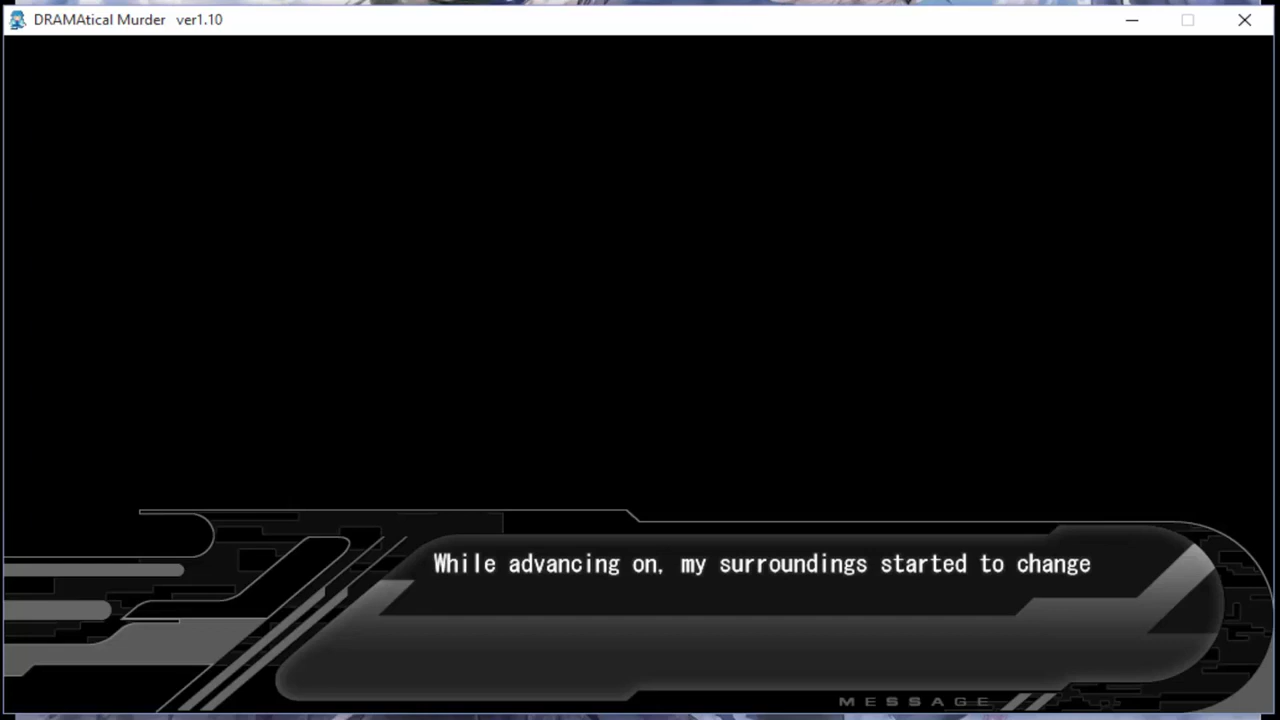 DRAMAtical Murder ver1.10
While advancing on, my surroundings started to change
MESSAGE